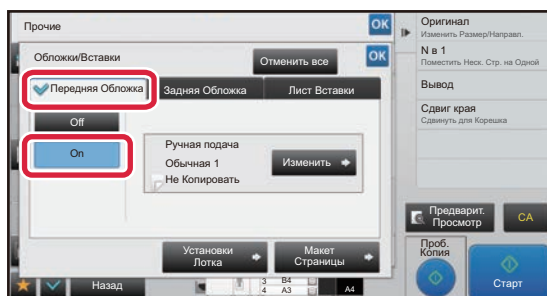 Прочие
OK
Обложки/Вставки
Отменить все
OK
Передняя Обложка
Задняя Обложка
Лист Вставки
Off
On
Ручная подача
Обычная 1
Не Копировать
Изменить
Установки
Лотка
Макет
Страницы
Назад
3 B4
4 A3
A4
Оригинал
Изменить Размер/Направл.
N в 1
Поместить Неск. Стр. на Одной
Вывод
Сдвиг края
Сдвинуть для Корешка
Предварит.
Просмотр
CA
Проб.
Копия
Старт